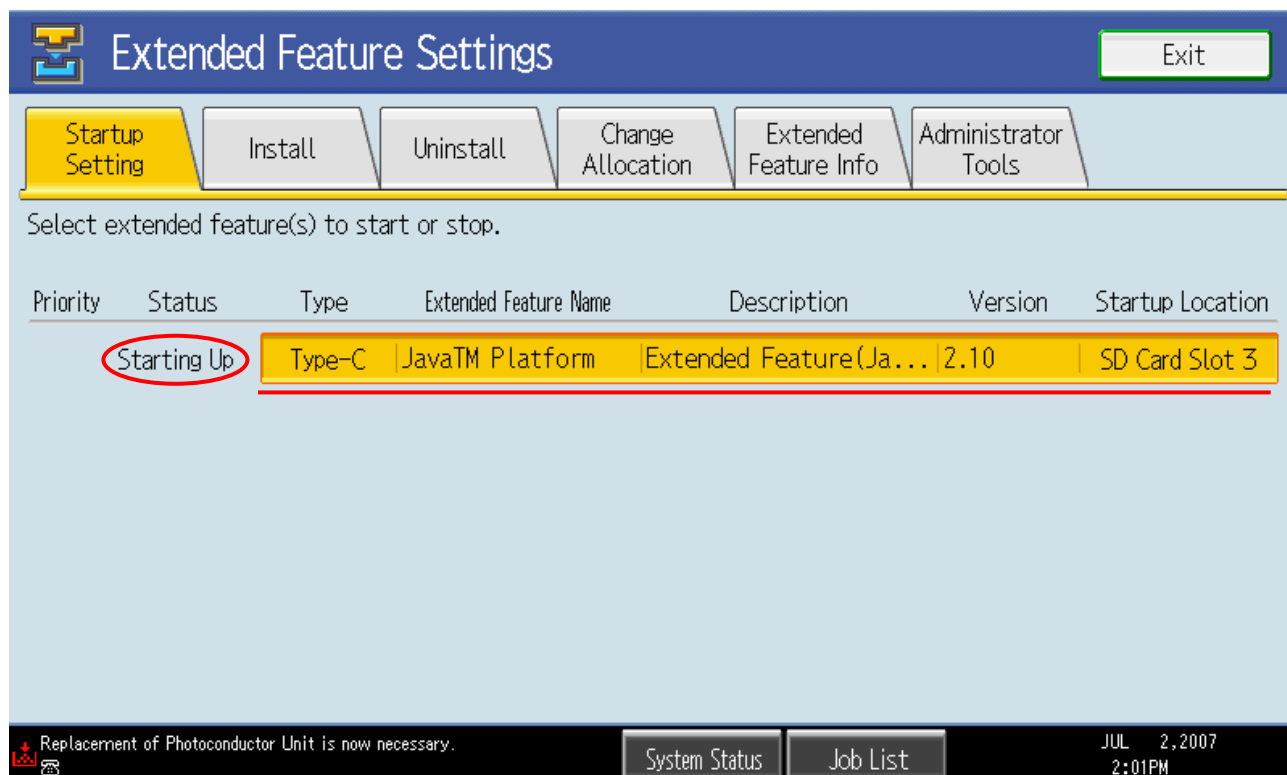 Extended Feature Settings
Exit
Startup
Setting
Install
Uninstall
Change
Allocation
Extended
Feature Info
Administrator
Tools
Select extended feature(s) to start or stop.
Priority Status Type Extended Feature Name Description Version Startup Location
Starting Up Type-C JavaTM Platform Extended Feature(Ja... 2.10 SD Card Slot 3
Replacement of Photoconductor Unit is now necessary.
System Status
Job List
JUL 2,2007
2:01PM